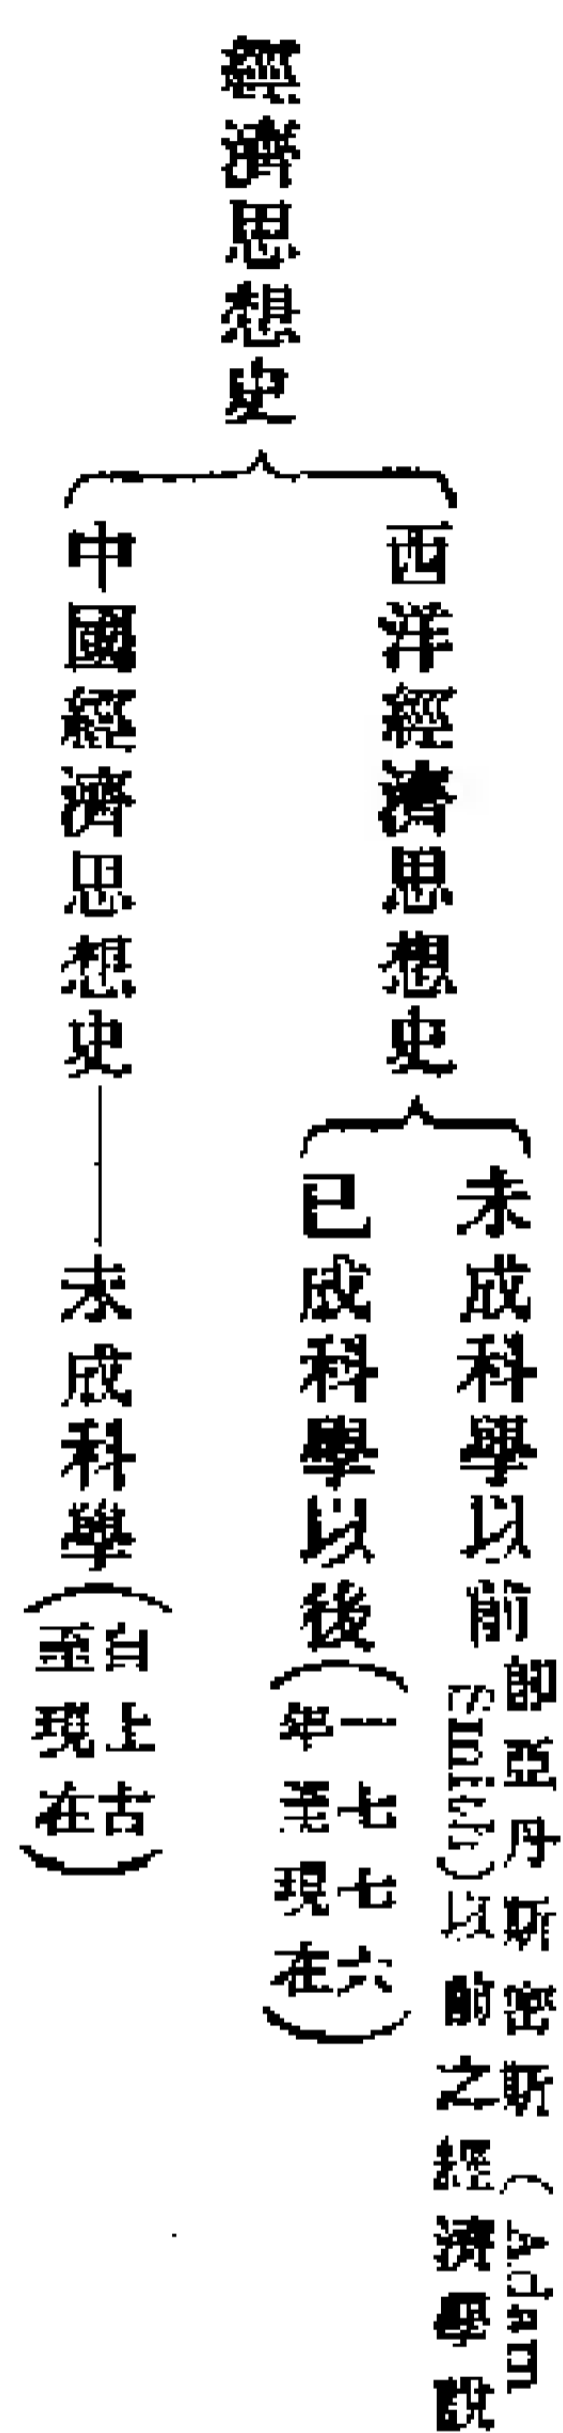 經濟思想史
西洋經濟思想史
未成科學以前
即亞丹斯密斯(Adam
Smith)以前之經濟學說
已成科學以後
(一七七六
年至現在)
中國經濟思想史——未成科學
(自上古
至現在)